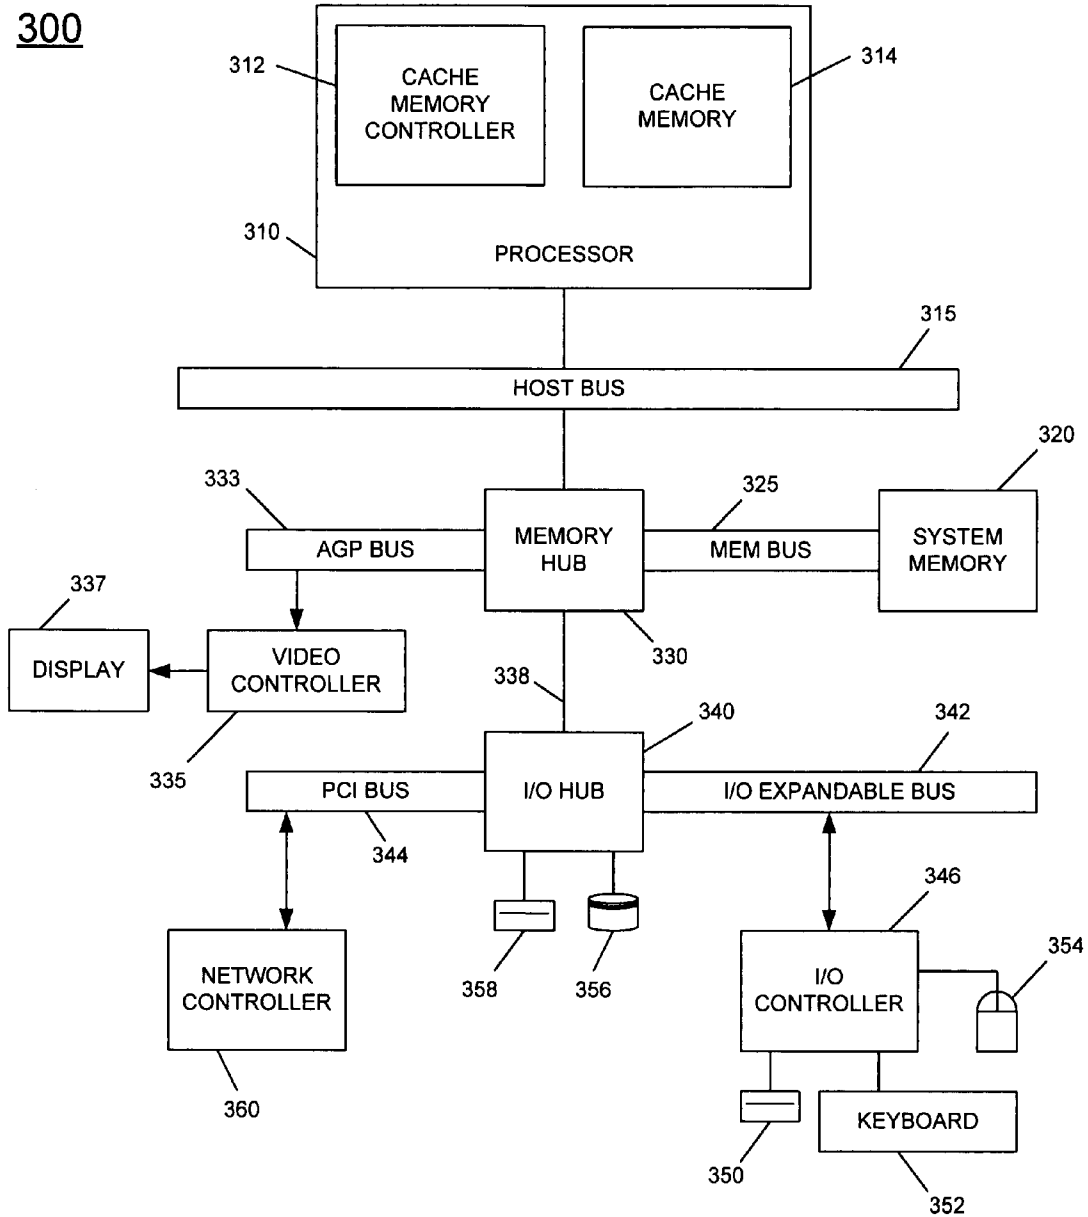 300
312
CACHE
MEMORY
CONTROLLER
CACHE
MEMORY
314
310
PROCESSOR
315
HOST BUS
320
333
325
AGP BUS
MEMORY
HUB
MEM BUS
SYSTEM
MEMORY
337
DISPLAY
VIDEO
CONTROLLER
330
338
335
340
342
PCI BUS
I/O HUB
I/O EXPANDABLE BUS
344
346
354
NETWORK
CONTROLLER
358
356
I/O
CONTROLLER
360
350
KEYBOARD
352